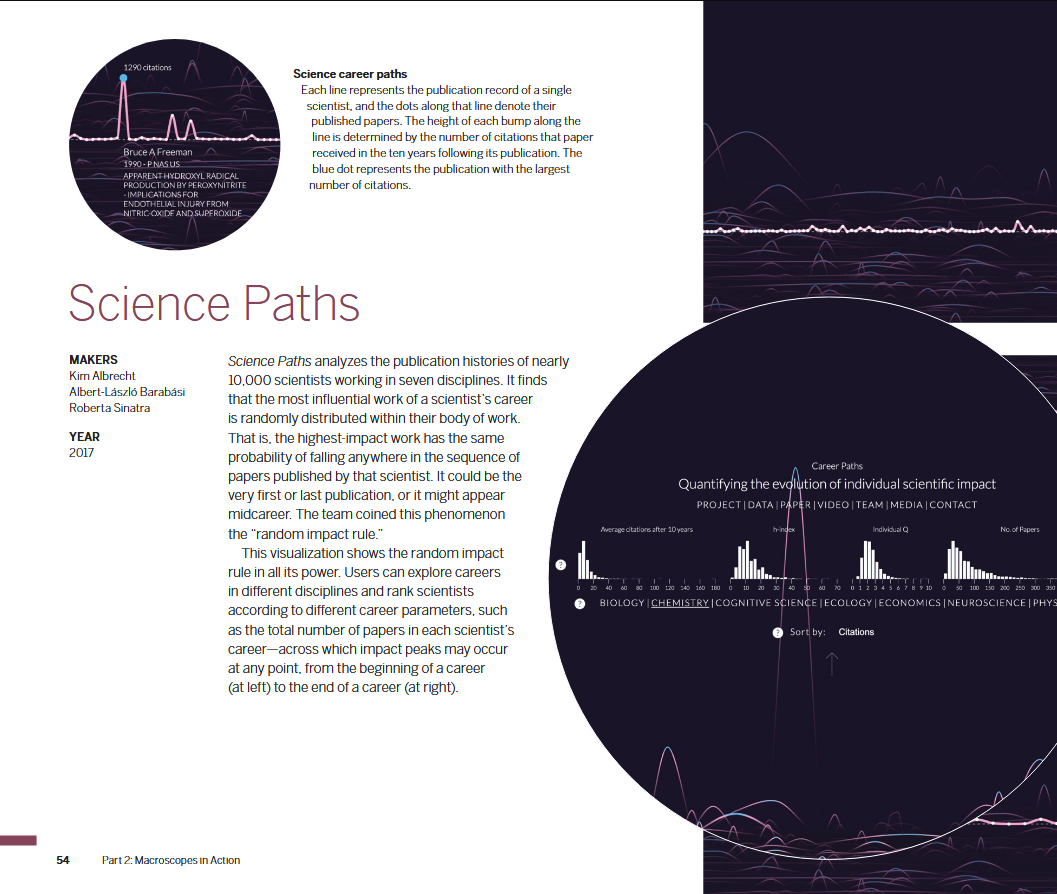 1290 citations
Bruce A Freeman
1990 - P NAS US
APPARENT HYDROXYL RADICAL
PRODUCTION BY PEROXYNITRITE
- IMPLICATIONS FOR
ENDOTHELIAL INJURY FROM
NITRIC-OXIDE AND SUPEROXIDE
Science career paths
Each line represents the publication record of a single
scientist, and the dots along that line denote their
published papers. The height of each bump along the
line is determined by the number of citations that paper
received in the ten years following its publication. The
blue dot represents the publication with the largest
number of citations.
Science Paths
MAKERS
Kim Albrecht
Albert-László Barabási
Roberta Sinatra
YEAR
2017
Science Paths analyzes the publication histories of nearly
10,000 scientists working in seven disciplines. It finds
that the most influential work of a scientist's career
is randomly distributed within their body of work.
That is, the highest-impact work has the same
probability of falling anywhere in the sequence of
papers published by that scientist. It could be the
very first or last publication, or it might appear
midcareer. The team coined this phenomenon
the “random impact rule.”
This visualization shows the random impact
rule in all its power. Users can explore careers
in different disciplines and rank scientists
according to different career parameters, such
as the total number of papers in each scientist's
career—across which impact peaks may occur
at any point, from the beginning of a career
(at left) to the end of a career (at right).
Career Paths
Quantifying the evolution of individual scientific impact
PROJECT | DATA | PAPER | VIDEO | TEAM | MEDIA | CONTACT
Average citations after 10 years h-index Individual Q No. of Papers
?
0 20 40 60 80 100 120 140 160 180 0 10 20 30 40 50 60 70 0 1 2 3 4 5 6 7 8 9 10 0 50 100 150 200 250 300 350
? BIOLOGY | CHEMISTRY | COGNITIVE SCIENCE | ECOLOGY | ECONOMICS | NEUROSCIENCE | PHYS
? Sort by: Citations
54 Part 2: Macroscopes in Action